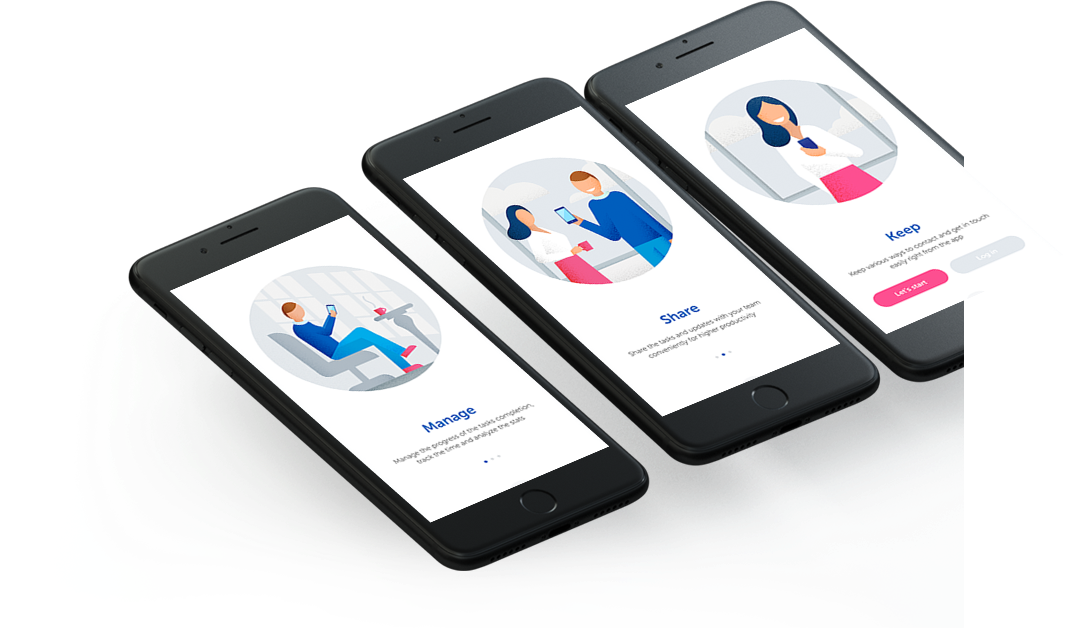 Manage
Manage the progress of the tasks completion,
track the time and analyze the stats
Share
Share the tasks and updates with your team
conveniently for higher productivity
Keep
Keep various ways to contact and get in touch
easily right from the app
Let's start
Log in